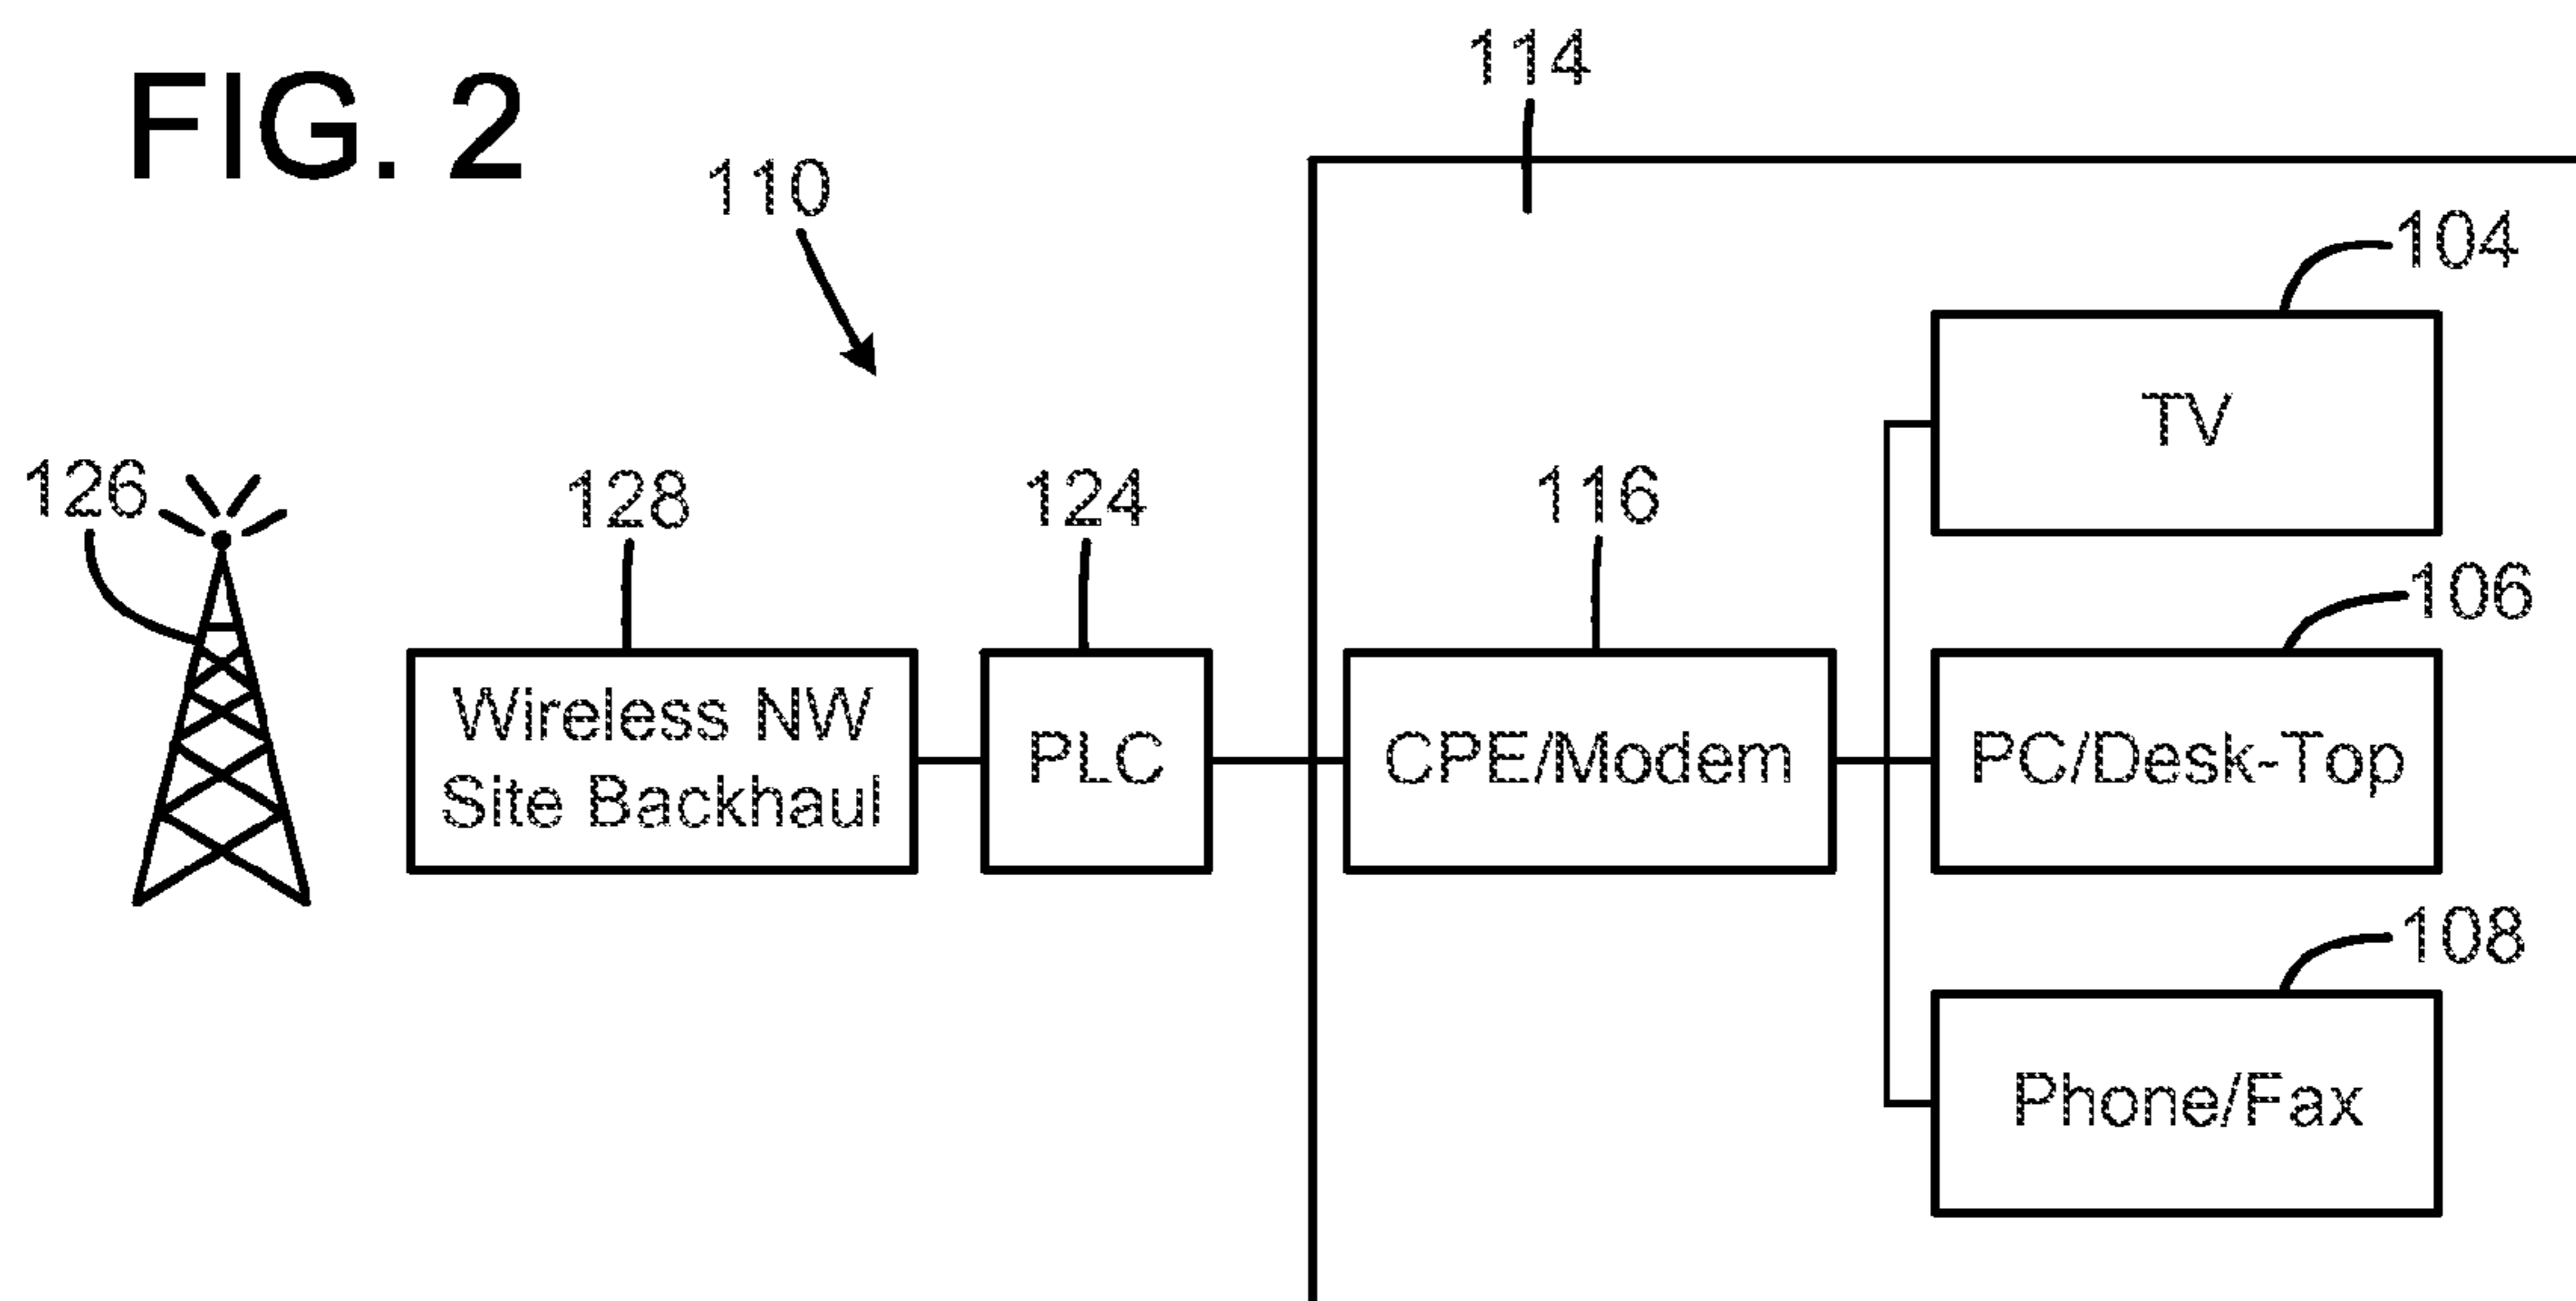 FIG. 2
114
110
104
TV
126
128
124
116
106
Wireless NW
Site Backhaul
PLC
CPE/Modem
PC/Desk-Top
108
Phone/Fax